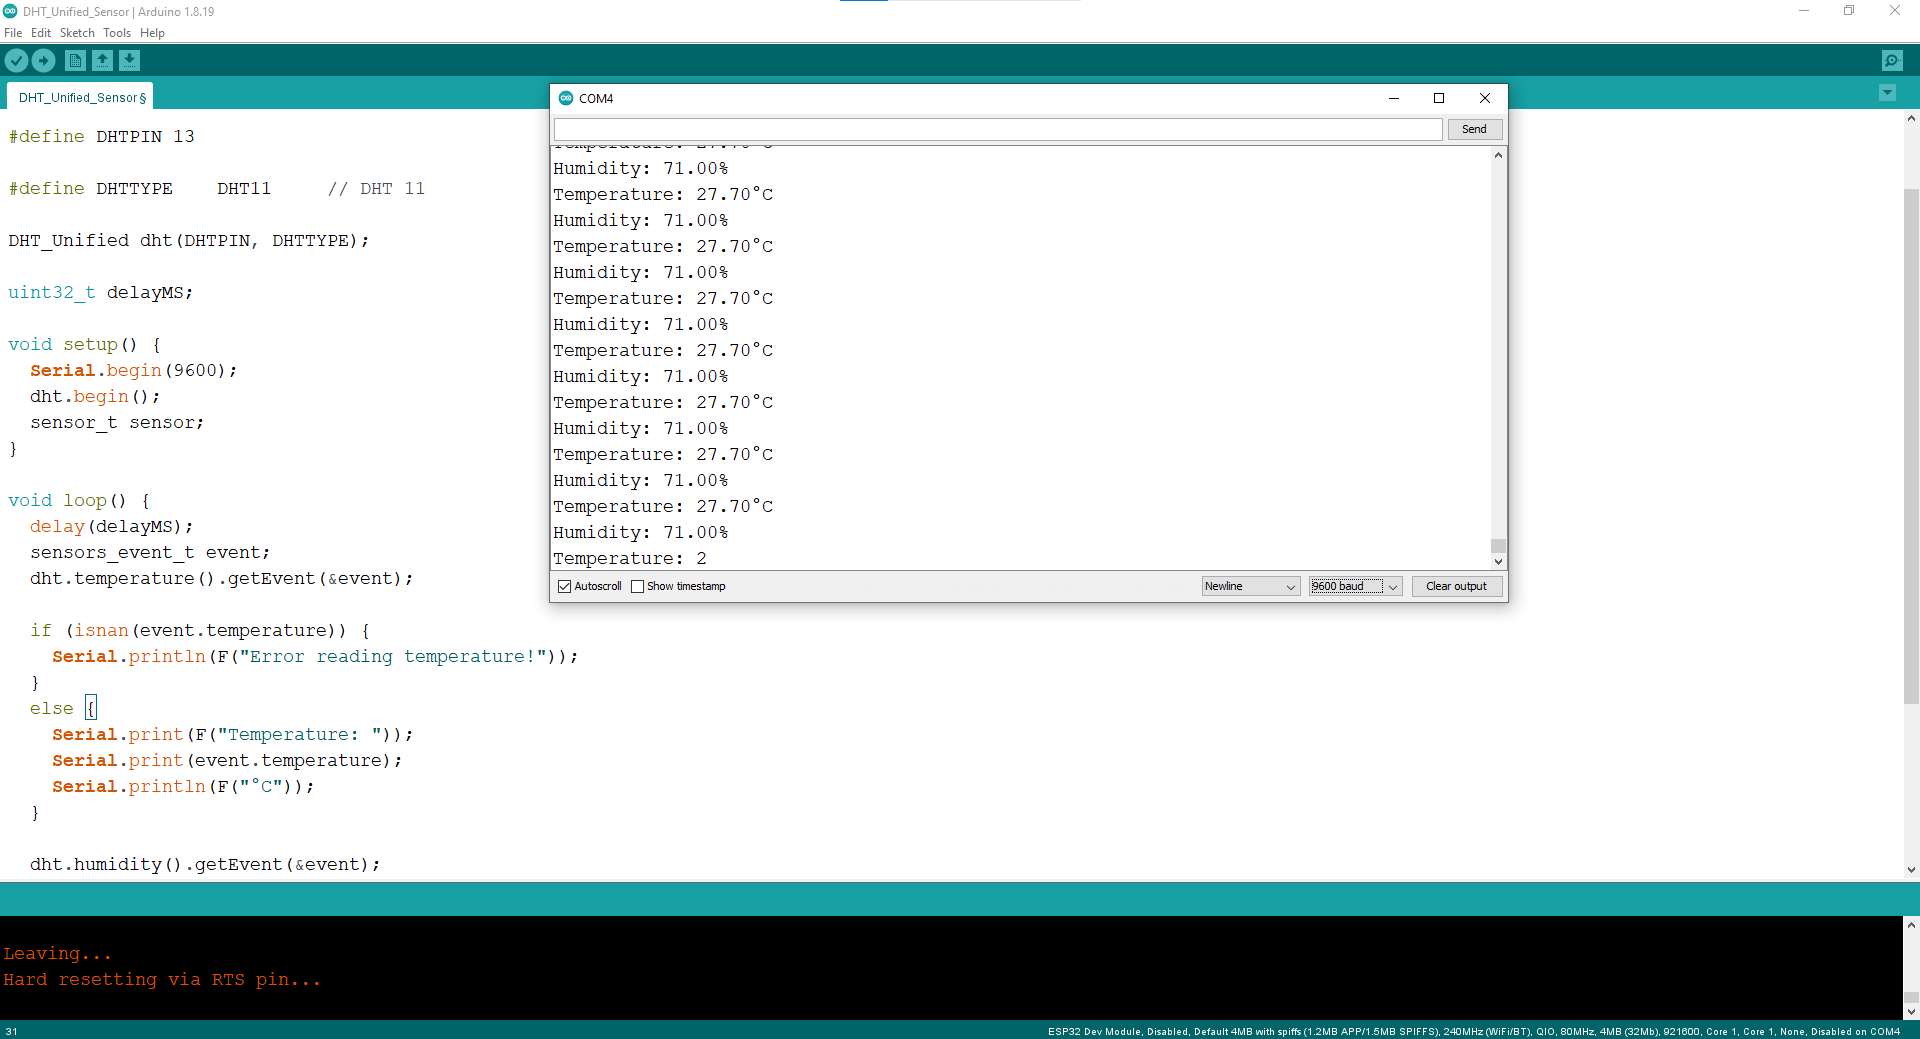 DHT_Unified_Sensor | Arduino 1.8.19
File Edit Sketch Tools Help
DHT_Unified_Sensor §
#define DHTPIN 13
#define DHTTYPE    DHT11     // DHT 11
DHT_Unified dht(DHTPIN, DHTTYPE);
uint32_t delayMS;
void setup() {
  Serial.begin(9600);
  dht.begin();
  sensor_t sensor;
}
void loop() {
  delay(delayMS);
  sensors_event_t event;
  dht.temperature().getEvent(&event);
  if (isnan(event.temperature)) {
    Serial.println(F("Error reading temperature!"));
  }
  else {
    Serial.print(F("Temperature: "));
    Serial.print(event.temperature);
    Serial.println(F("°C"));
  }
  dht.humidity().getEvent(&event);
COM4
Send
Temperature: 27.70°C
Humidity: 71.00%
Temperature: 27.70°C
Humidity: 71.00%
Temperature: 27.70°C
Humidity: 71.00%
Temperature: 27.70°C
Humidity: 71.00%
Temperature: 27.70°C
Humidity: 71.00%
Temperature: 27.70°C
Humidity: 71.00%
Temperature: 27.70°C
Humidity: 71.00%
Temperature: 27.70°C
Humidity: 71.00%
Temperature: 2
Autoscroll Show timestamp Newline 9600 baud Clear output
Leaving...
Hard resetting via RTS pin...
31 ESP32 Dev Module, Disabled, Default 4MB with spiffs (1.2MB APP/1.5MB SPIFFS), 240MHz (WiFi/BT), QIO, 80MHz, 4MB (32Mb), 921600, Core 1, Core 1, None, Disabled on COM4